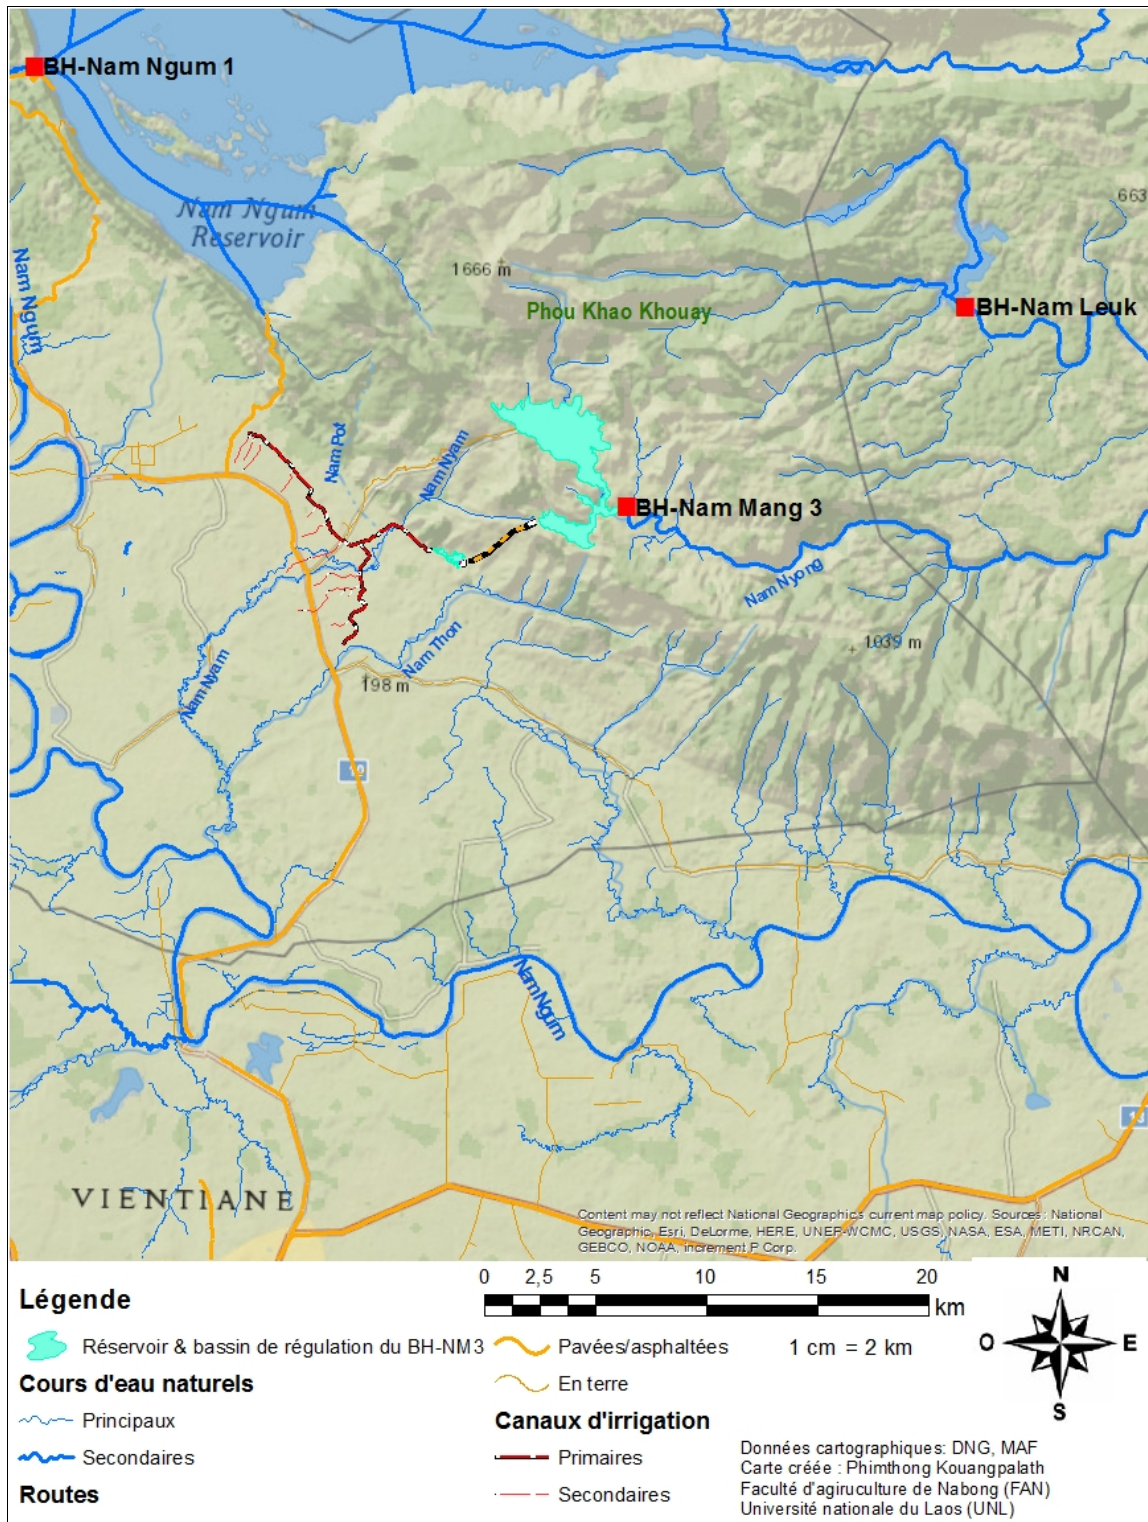 BH-Nam Ngum 1
663
Nam Ngum
Reservoir
Nam Ngum
1666 m
Phou Khao Khouay
BH-Nam Leuk
Nam Pot
Nam Nyam
BH-Nam Mang 3
Nam Nyong
1039 m
Nam Thon
Nam Nyam
198 m
10
Nam Ngum
13
VIENTIANE
Content may not reflect National Geographic's current map policy. Sources: National
Geographic, Esri, DeLorme, HERE, UNEP-WCMC, USGS, NASA, ESA, METI, NRCAN,
GEBCO, NOAA, increment P Corp.
0 2,5 5 10 15 20
km
N
O E
S
Légende
Réservoir & bassin de régulation du BH-NM3
Pavées/asphaltées
1 cm = 2 km
En terre
Cours d'eau naturels
Principaux
Secondaires
Routes
Canaux d'irrigation
Primaires
Secondaires
Données cartographiques: DNG, MAF
Carte créée : Phimthong Kouangpalath
Faculté d'agiruculture de Nabong (FAN)
Université nationale du Laos (UNL)